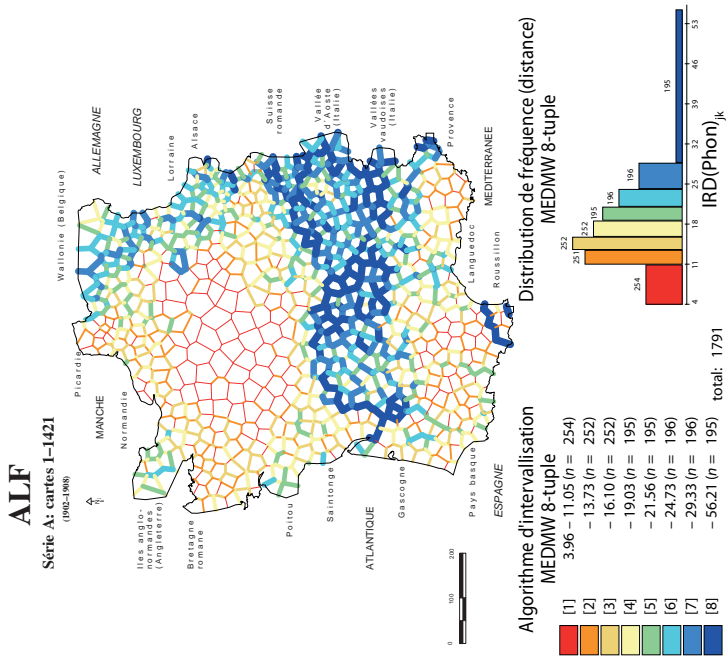 ALF
Série A: cartes 1–1421
(1902–1908)
N
Wallonie (Belgique)
ALLEMAGNE
LUXEMBOURG
Lorraine
Alsace
Suisse
romande
Vallée
d'Aoste
(Italie)
Vallées
vaudoises
(Italie)
Provence
MEDITERRANEE
Languedoc
Roussillon
Picardie
MANCHE
Normandie
Iles anglo-
normandes
(Angleterre)
Bretagne
romane
Poitou
Saintonge
ATLANTIQUE
Gascogne
Pays basque
ESPAGNE
0 100 200
Algorithme d'intervallisation
MEDMW 8-tuple
[1] 3.96 – 11.05 (n = 254)
[2] – 13.73 (n = 252)
[3] – 16.10 (n = 252)
[4] – 19.03 (n = 195)
[5] – 21.56 (n = 195)
[6] – 24.73 (n = 196)
[7] – 29.33 (n = 196)
[8] – 56.21 (n = 195)
total: 1791
Distribution de fréquence (distance)
MEDMW 8-tuple
254
251
252
252
195
196
196
195
4 11 18 25 32 39 46 53
IRD(Phon)jk